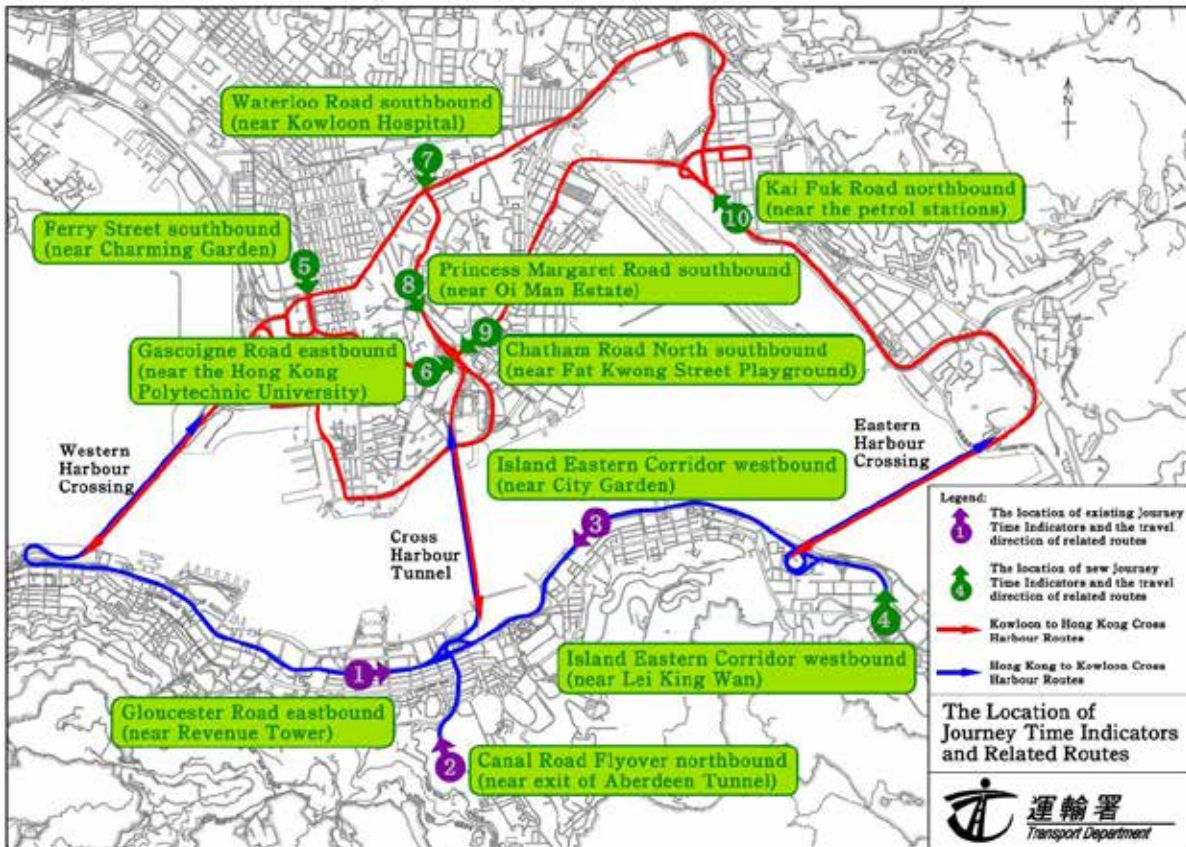 Waterloo Road southbound
(near Kowloon Hospital)
7
N
Kai Fuk Road northbound
(near the petrol stations)
10
Ferry Street southbound
(near Charming Garden)
5
Princess Margaret Road southbound
(near Oi Man Estate)
8
9
Gascoigne Road eastbound
(near the Hong Kong
Polytechnic University)
6
Chatham Road North southbound
(near Fat Kwong Street Playground)
Western
Harbour
Crossing
Eastern
Harbour
Crossing
Island Eastern Corridor westbound
(near City Garden)
3
Cross
Harbour
Tunnel
4
Island Eastern Corridor westbound
(near Lei King Wan)
1
Gloucester Road eastbound
(near Revenue Tower)
2
Canal Road Flyover northbound
(near exit of Aberdeen Tunnel)
Legend:
1
The location of existing Journey
Time Indicators and the travel
direction of related routes
4
The location of new Journey
Time Indicators and the travel
direction of related routes
Kowloon to Hong Kong Cross
Harbour Routes
Hong Kong to Kowloon Cross
Harbour Routes
The Location of
Journey Time Indicators
and Related Routes
運輸署
Transport Department